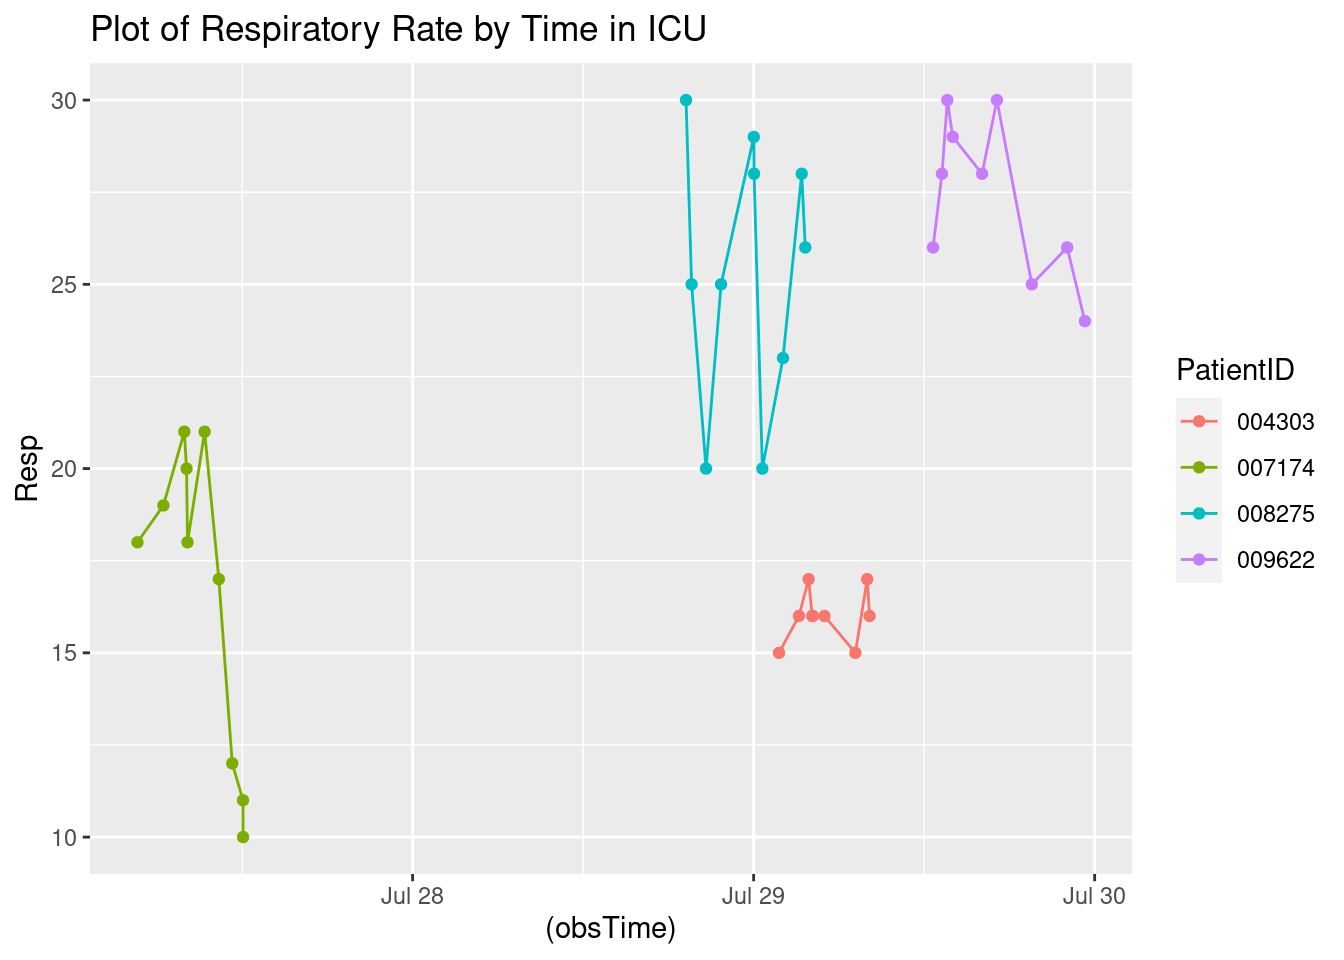 Plot of Respiratory Rate by Time in ICU
30
25
20
15
10
Resp
Jul 28
Jul 29
Jul 30
(obsTime)
PatientID
004303
007174
008275
009622